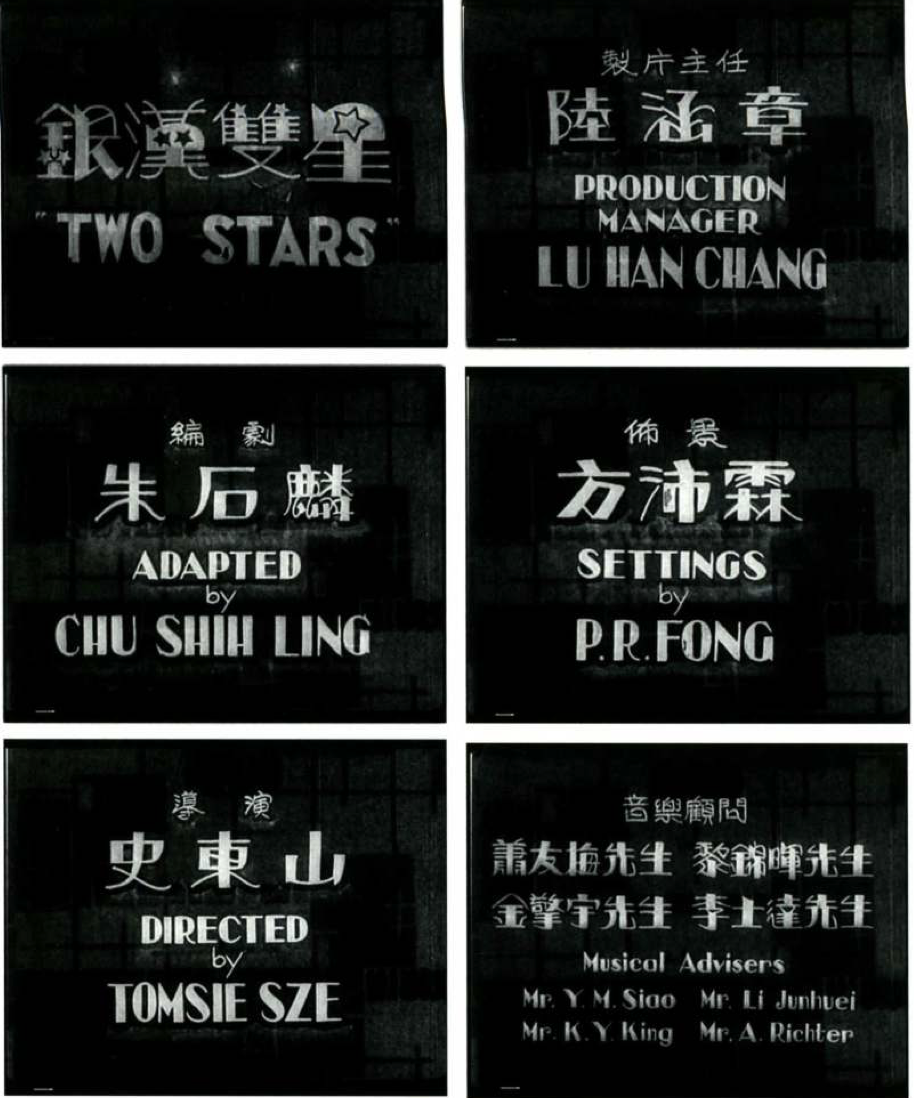 銀漢雙星
"TWO STARS"
製片主任
陸涵章
PRODUCTION
MANAGER
LU HAN CHANG
編劇
朱石麟
ADAPTED
by
CHU SHIH LING
佈景
方沛霖
SETTINGS
by
P.R.FONG
導演
史東山
DIRECTED
by
TOMSIE SZE
音樂顧問
蕭友梅先生 黎錦暉先生
金擎宇先生 李士達先生
Musical Advisers
Mr. Y. M. Siao Mr. Li Junhuei
Mr. K. Y. King Mr. A. Richter